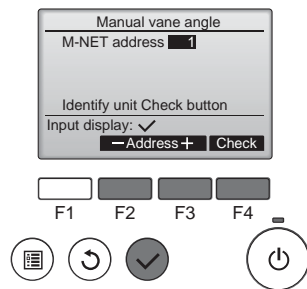 Manual vane angle
M-NET address 1
Identify unit Check button
Input display: ✓
−Address+ Check
F1 F2 F3 F4